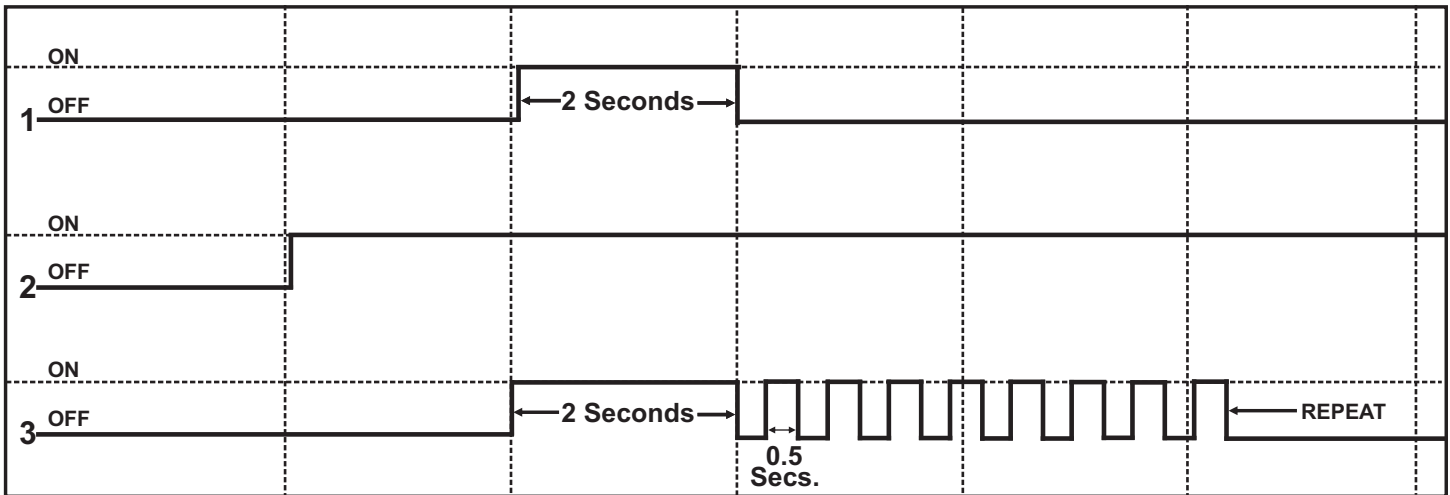 ON
1 OFF
2 Seconds
ON
2 OFF
ON
3 OFF
2 Seconds
REPEAT
0.5
Secs.